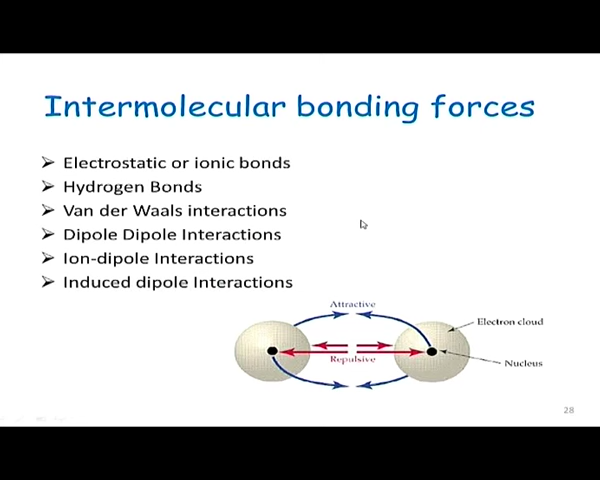 Intermolecular bonding forces
Electrostatic or ionic bonds
Hydrogen Bonds
Van der Waals interactions
Dipole Dipole Interactions
Ion-dipole Interactions
Induced dipole Interactions
Attractive
Electron cloud
Repulsive
Nucleus
28